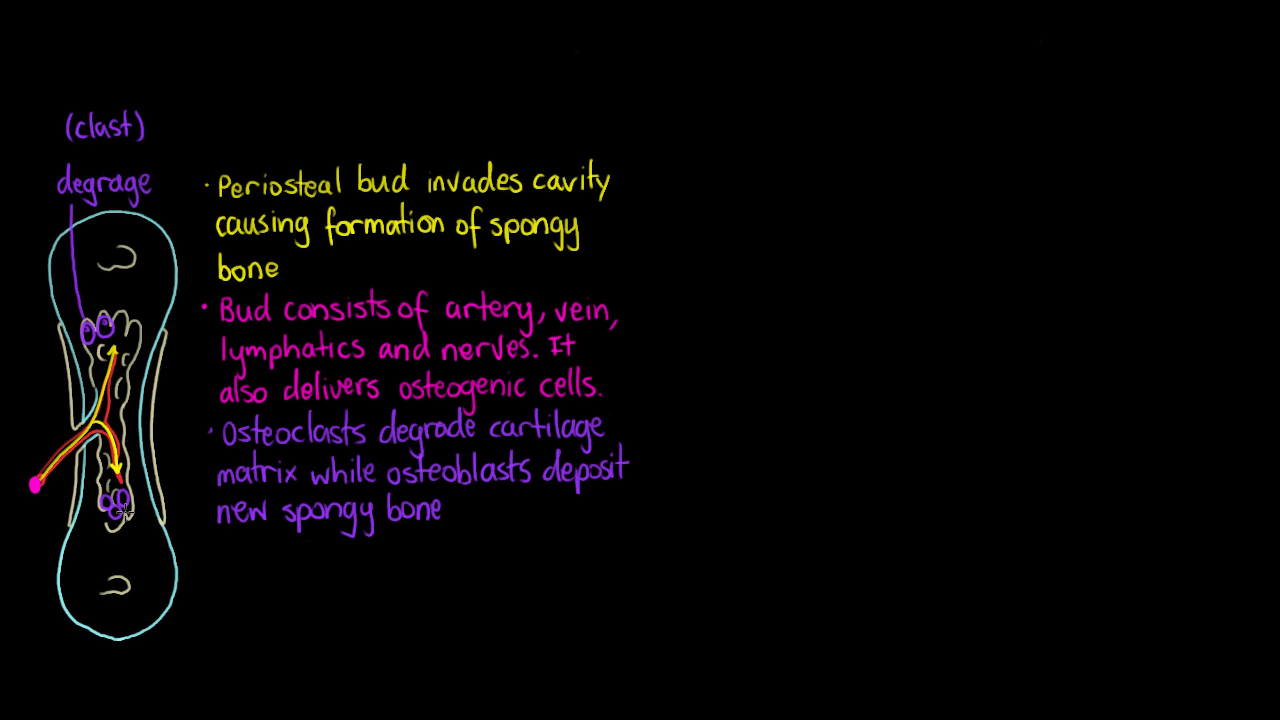 (clast)
degrage
· Periosteal bud invades cavity
causing formation of spongy
bone
· Bud consists of artery, vein,
lymphatics and nerves. It
also delivers osteogenic cells.
· Osteoclasts degrade cartilage
matrix while osteoblasts deposit
new spongy bone